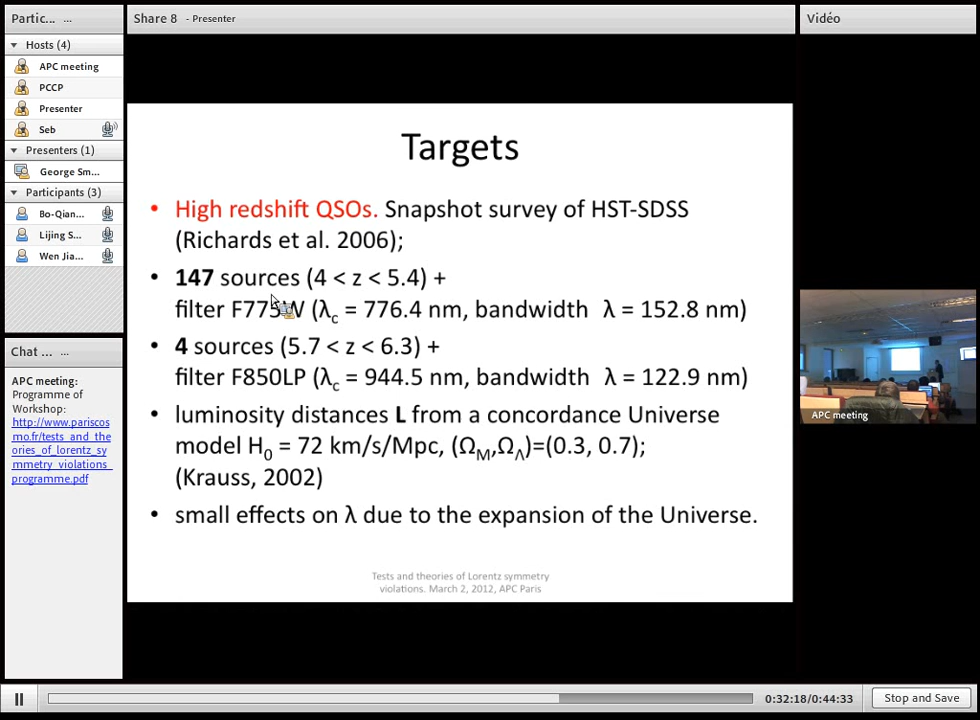 Partic... ...
Hosts (4)
APC meeting
PCCP
Presenter
Seb
Presenters (1)
George Sm...
Participants (3)
Bo-Qian...
Lijing S...
Wen Jia...
Chat ... ...
APC meeting:
Programme of
Workshop:
http://www.pariscos
mo.fr/tests_and_the
ories_of_lorentz_sy
mmetry_violations_
programme.pdf
Share 8 - Presenter
Targets
• High redshift QSOs. Snapshot survey of HST-SDSS
(Richards et al. 2006);
• 147 sources (4 < z < 5.4) +
filter F775W (λc = 776.4 nm, bandwidth λ = 152.8 nm)
• 4 sources (5.7 < z < 6.3) +
filter F850LP (λc = 944.5 nm, bandwidth λ = 122.9 nm)
• luminosity distances L from a concordance Universe
model H0 = 72 km/s/Mpc, (ΩM,ΩΛ)=(0.3, 0.7);
(Krauss, 2002)
• small effects on λ due to the expansion of the Universe.
Tests and theories of Lorentz symmetry
violations. March 2, 2012, APC Paris
Vidéo
APC meeting
0:32:18/0:44:33
Stop and Save